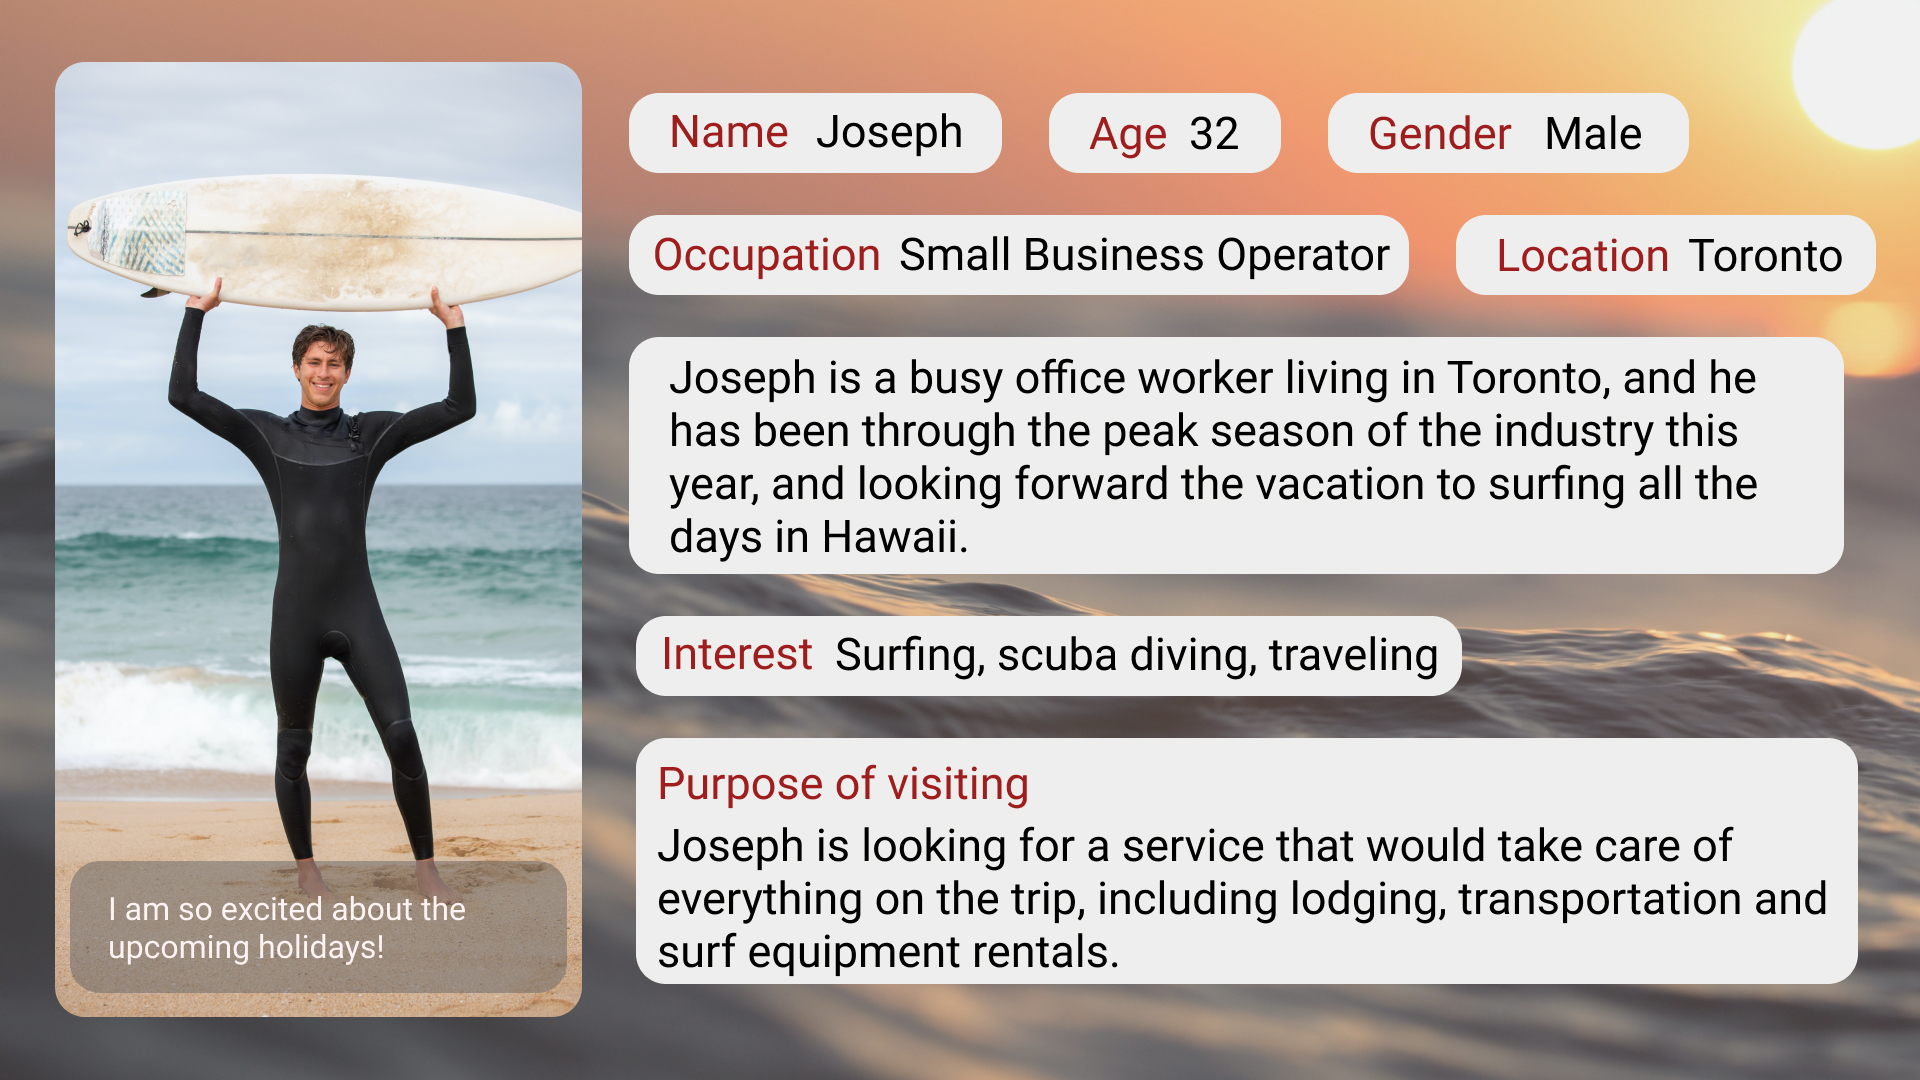 Name Joseph Age 32 Gender Male
Occupation Small Business Operator Location Toronto
Joseph is a busy office worker living in Toronto, and he
has been through the peak season of the industry this
year, and looking forward the vacation to surfing all the
days in Hawaii.
Interest Surfing, scuba diving, traveling
Purpose of visiting
Joseph is looking for a service that would take care of
everything on the trip, including lodging, transportation and
surf equipment rentals.
I am so excited about the
upcoming holidays!